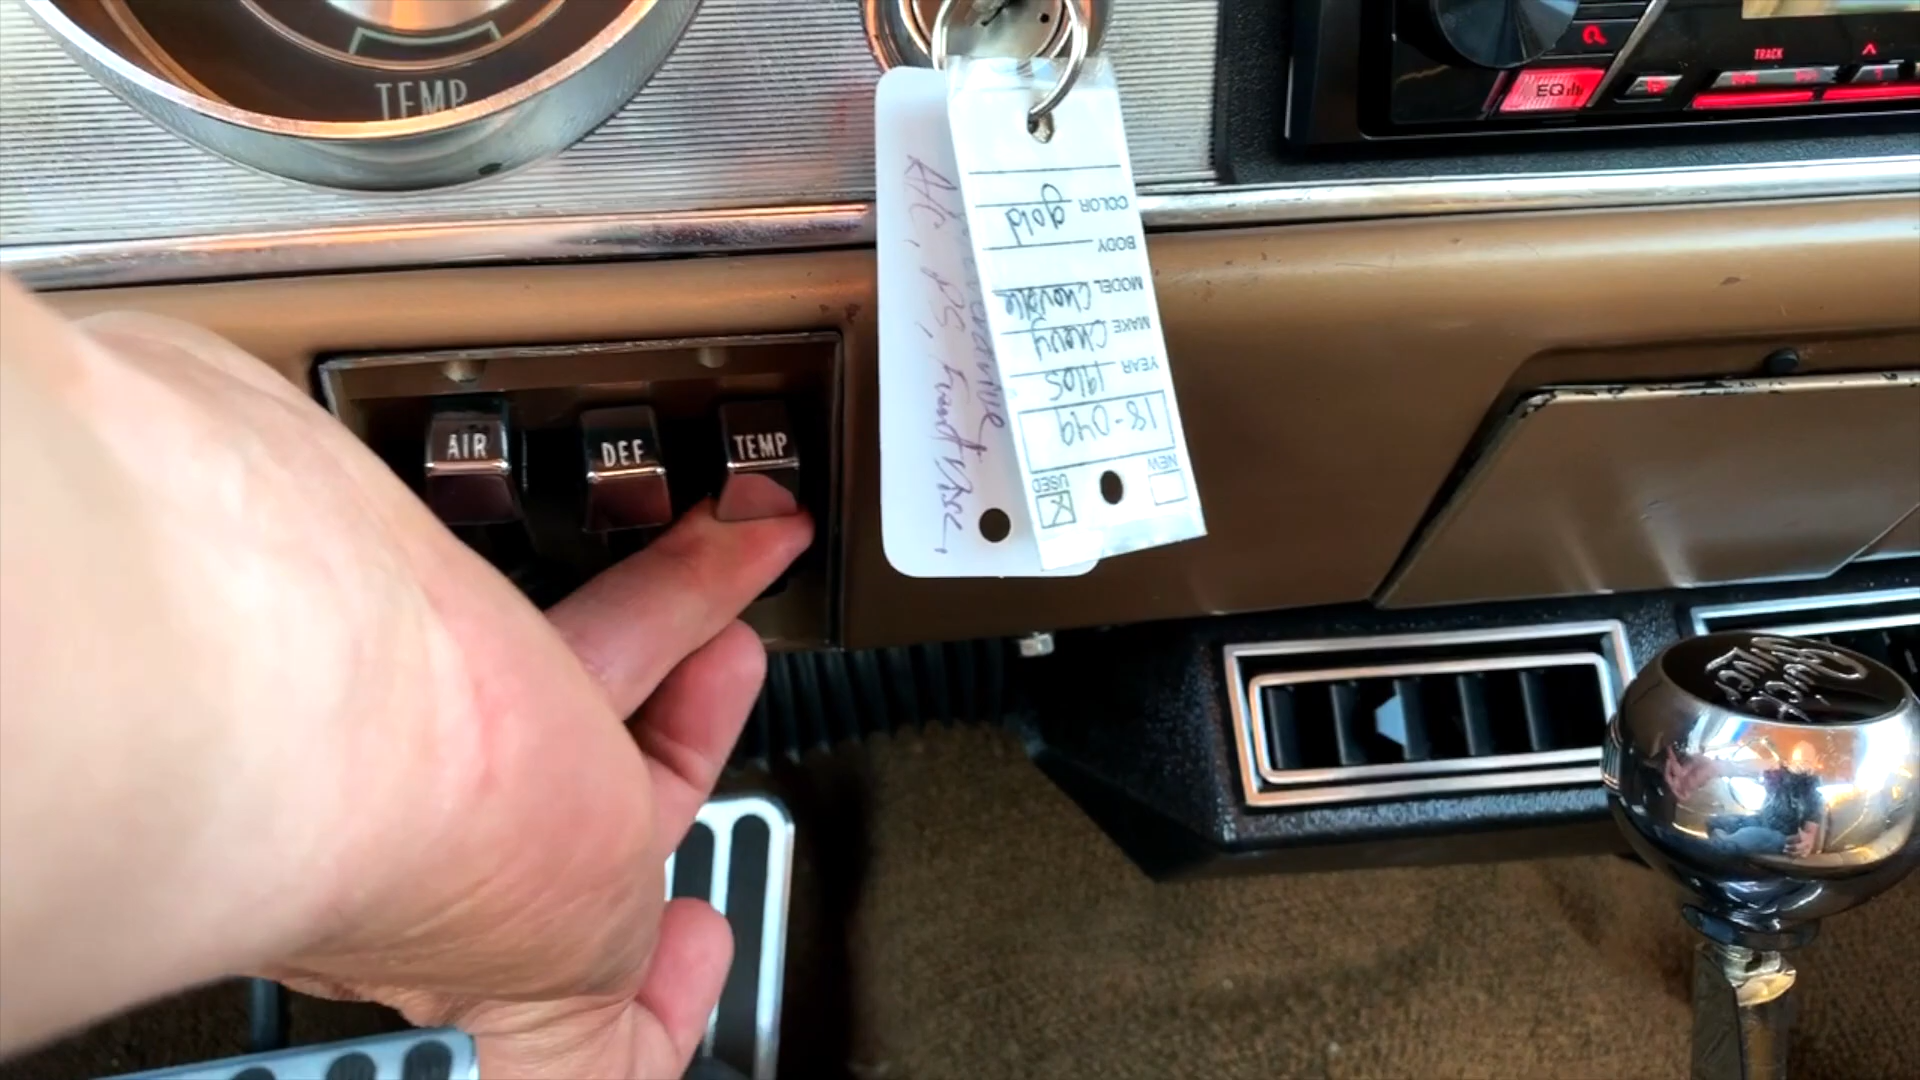 TEMP
TRACK
EQ
AIR
DEF
TEMP
NEW
USED X
18-049
YEAR 1965
MAKE Chevy
MODEL Chevelle
BODY
COLOR gold
A/C, PS, Front Disc,